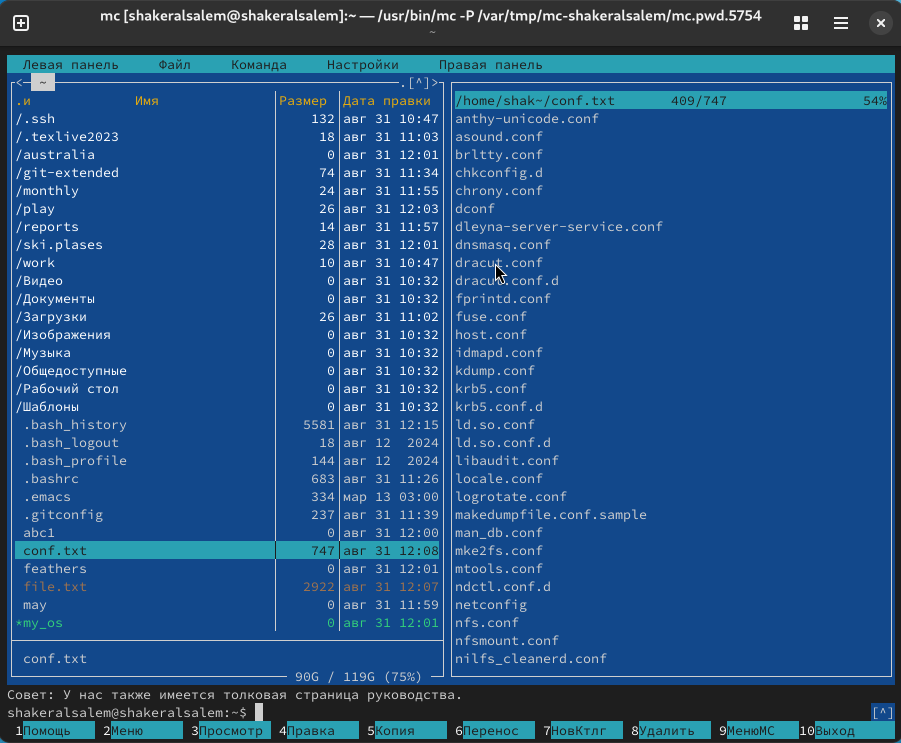 mc [shakeralsalem@shakeralsalem]:~ — /usr/bin/mc -P /var/tmp/mc-shakeralsalem/mc.pwd.5754
~
Левая панель Файл Команда Настройки Правая панель
<─ ~ .[^]>
.и Имя Размер Дата правки
/.ssh 132 авг 31 10:47
/.texlive2023 18 авг 31 11:03
/australia 0 авг 31 12:01
/git-extended 74 авг 31 11:34
/monthly 24 авг 31 11:55
/play 26 авг 31 12:03
/reports 14 авг 31 11:57
/ski.plases 28 авг 31 12:01
/work 10 авг 31 10:47
/Видео 0 авг 31 10:32
/Документы 0 авг 31 10:32
/Загрузки 26 авг 31 11:02
/Изображения 0 авг 31 10:32
/Музыка 0 авг 31 10:32
/Общедоступные 0 авг 31 10:32
/Рабочий стол 0 авг 31 10:32
/Шаблоны 0 авг 31 10:32
.bash_history 5581 авг 31 12:15
.bash_logout 18 авг 12 2024
.bash_profile 144 авг 12 2024
.bashrc 683 авг 31 11:26
.emacs 334 мар 13 03:00
.gitconfig 237 авг 31 11:39
abc1 0 авг 31 12:00
conf.txt 747 авг 31 12:08
feathers 0 авг 31 12:01
file.txt 2922 авг 31 12:07
may 0 авг 31 11:59
*my_os 0 авг 31 12:01
conf.txt
90G / 119G (75%)
/home/shak~/conf.txt 409/747 54%
anthy-unicode.conf
asound.conf
brltty.conf
chkconfig.d
chrony.conf
dconf
dleyna-server-service.conf
dnsmasq.conf
dracut.conf
dracut.conf.d
fprintd.conf
fuse.conf
host.conf
idmapd.conf
kdump.conf
krb5.conf
krb5.conf.d
ld.so.conf
ld.so.conf.d
libaudit.conf
locale.conf
logrotate.conf
makedumpfile.conf.sample
man_db.conf
mke2fs.conf
mtools.conf
ndctl.conf.d
netconfig
nfs.conf
nfsmount.conf
nilfs_cleanerd.conf
Совет: У нас также имеется толковая страница руководства.
shakeralsalem@shakeralsalem:~$ [^]
1Помощь 2Меню 3Просмотр 4Правка 5Копия 6Перенос 7НовКтлг 8Удалить 9МенюМС 10Выход